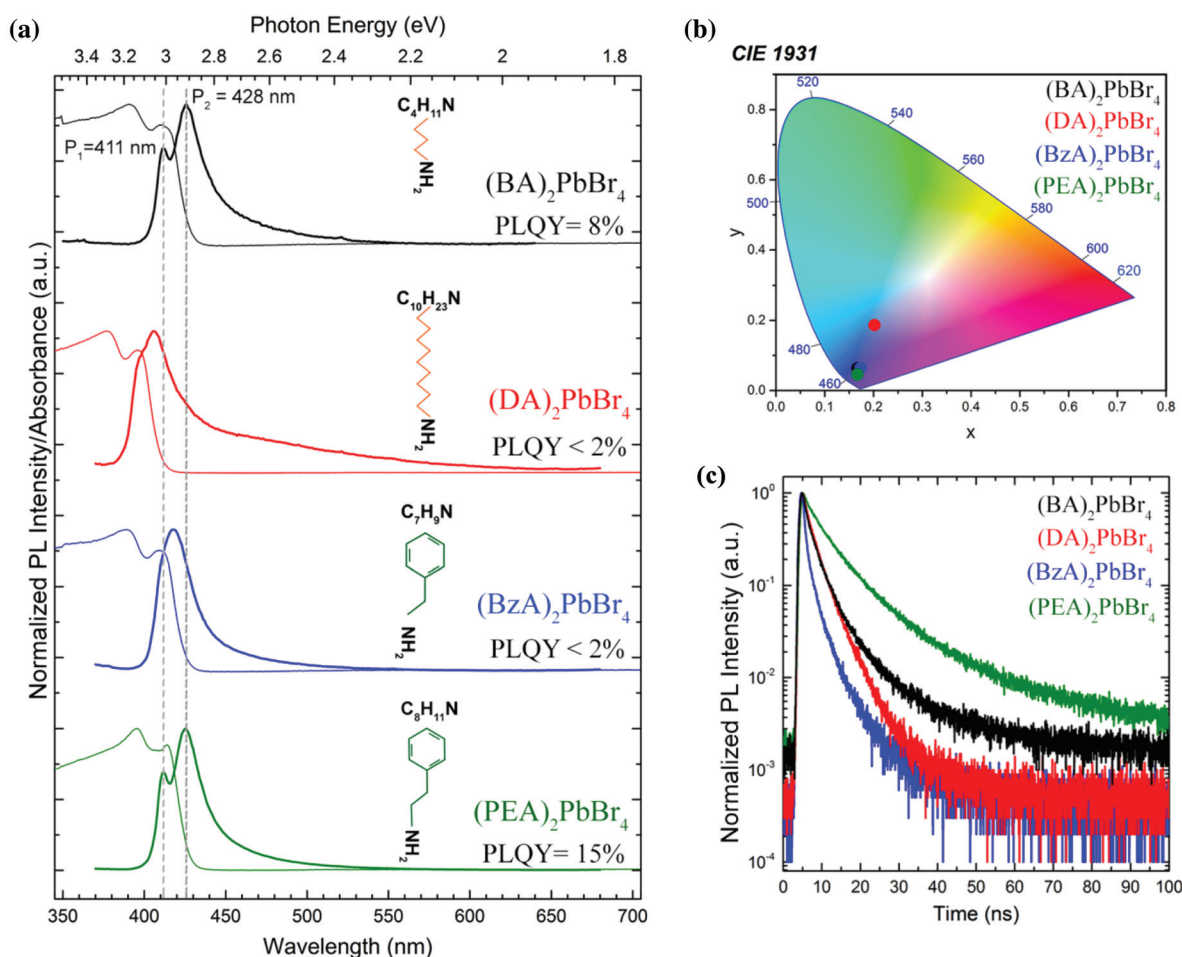 (a)
Photon Energy (eV)
3.4 3.2 3 2.8 2.6 2.4 2.2 2 1.8
P₂ = 428 nm
P₁=411 nm
C₄H₁₁N
NH₂
(BA)₂PbBr₄
PLQY= 8%
C₁₀H₂₃N
NH₂
(DA)₂PbBr₄
PLQY < 2%
C₇H₉N
NH₂
(BzA)₂PbBr₄
PLQY < 2%
C₈H₁₁N
NH₂
(PEA)₂PbBr₄
PLQY= 15%
Normalized PL Intensity/Absorbance (a.u.)
350 400 450 500 550 600 650 700
Wavelength (nm)
(b)
CIE 1931
(BA)₂PbBr₄
(DA)₂PbBr₄
(BzA)₂PbBr₄
(PEA)₂PbBr₄
520
540
560
580
600
620
500
480
460
y
0.8
0.6
0.4
0.2
0.0
0.0 0.1 0.2 0.3 0.4 0.5 0.6 0.7 0.8
x
(c)
(BA)₂PbBr₄
(DA)₂PbBr₄
(BzA)₂PbBr₄
(PEA)₂PbBr₄
Normalized PL Intensity (a.u.)
10⁰
10⁻¹
10⁻²
10⁻³
10⁻⁴
0 10 20 30 40 50 60 70 80 90 100
Time (ns)